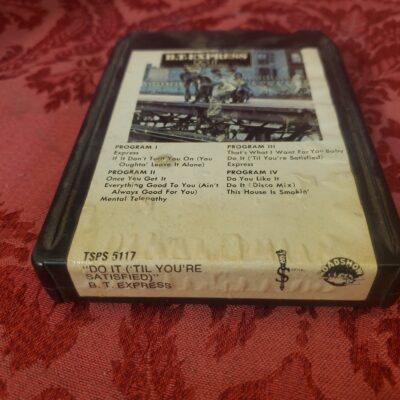 B.T. EXPRESS
PROGRAM I
Express
If It Don't Turn You On (You
Oughta' Leave It Alone)
PROGRAM II
Once You Get It
Everything Good To You (Ain't
Always Good For You)
Mental Telepathy
PROGRAM III
That's What I Want For You Baby
Do It ('Til You're Satisfied)
Express
PROGRAM IV
Do You Like It
Do It (Disco Mix)
This House Is Smokin'
TSPS 5117
"DO IT ('TIL YOU'RE
SATISFIED)"
B.T. EXPRESS
ROADSHOW